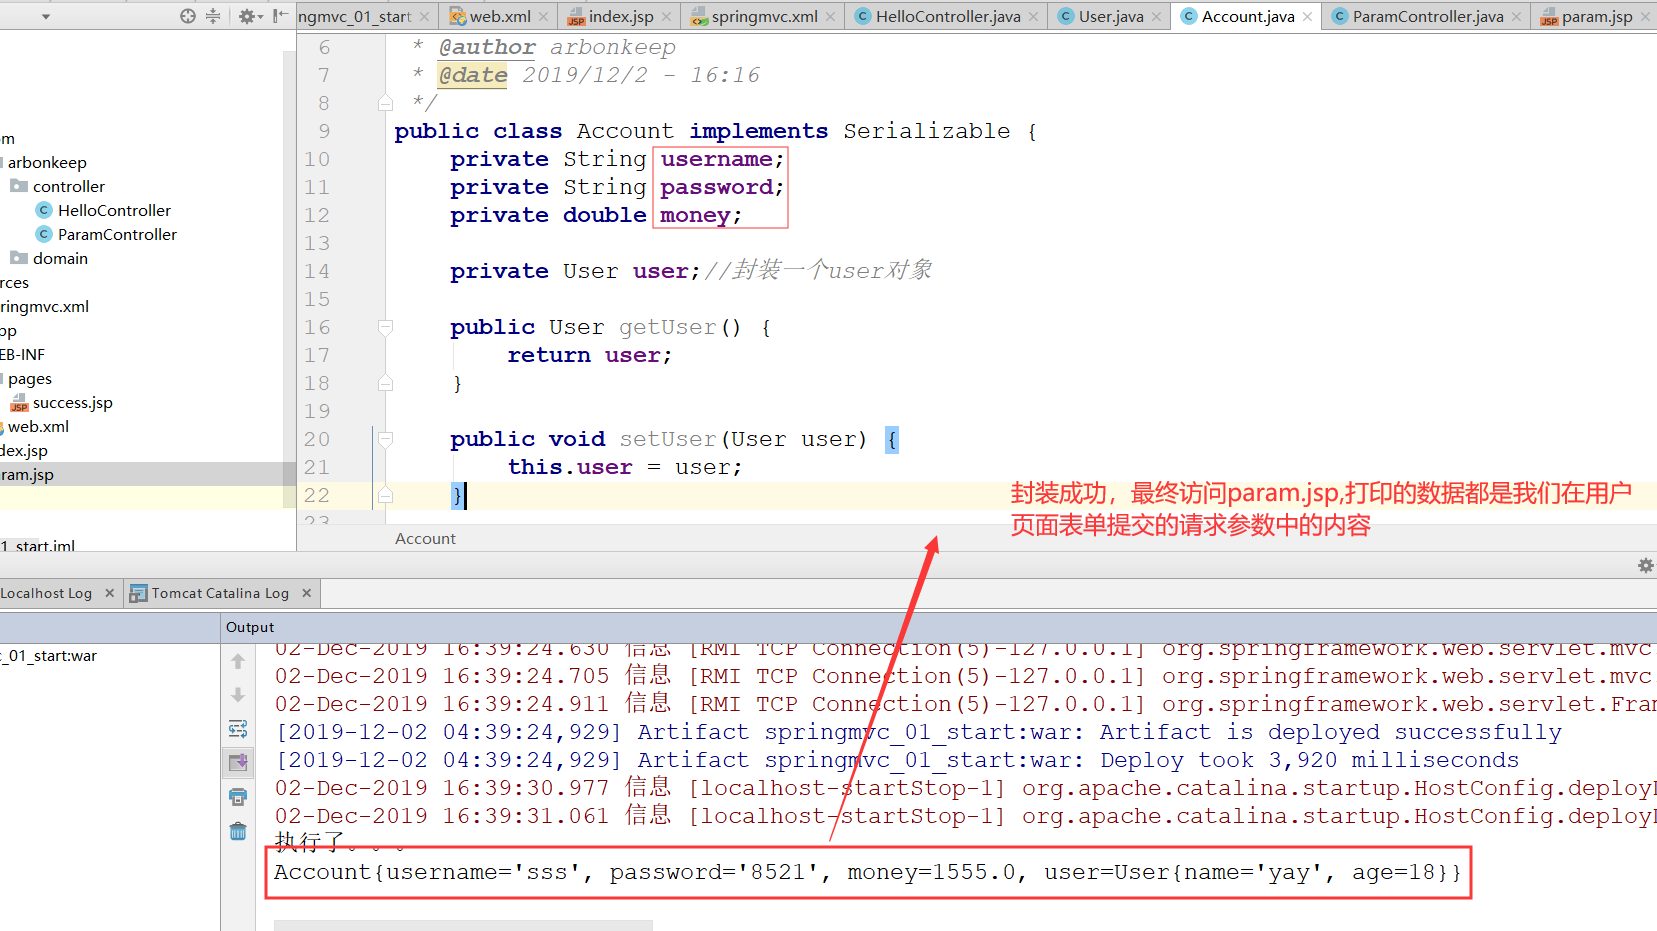 ngmvc_01_start
web.xml
index.jsp
springmvc.xml
HelloController.java
User.java
Account.java
ParamController.java
param.jsp
om
arbonkeep
controller
HelloController
ParamController
domain
rces
ringmvc.xml
pp
EB-INF
pages
success.jsp
web.xml
dex.jsp
ram.jsp
1_start.iml
6 * @author arbonkeep
7 * @date 2019/12/2 - 16:16
8 */
9 public class Account implements Serializable {
10 private String username;
11 private String password;
12 private double money;
13
14 private User user;//封装一个user对象
15
16 public User getUser() {
17 return user;
18 }
19
20 public void setUser(User user) {
21 this.user = user;
22 }
23
封装成功，最终访问param.jsp,打印的数据都是我们在用户
页面表单提交的请求参数中的内容
Account
Localhost Log
Tomcat Catalina Log
Output
c_01_start:war
02-Dec-2019 16:39:24.630 信息 [RMI TCP Connection(5)-127.0.0.1] org.springframework.web.servlet.mvc.
02-Dec-2019 16:39:24.705 信息 [RMI TCP Connection(5)-127.0.0.1] org.springframework.web.servlet.mvc.
02-Dec-2019 16:39:24.911 信息 [RMI TCP Connection(5)-127.0.0.1] org.springframework.web.servlet.Fram
[2019-12-02 04:39:24,929] Artifact springmvc_01_start:war: Artifact is deployed successfully
[2019-12-02 04:39:24,929] Artifact springmvc_01_start:war: Deploy took 3,920 milliseconds
02-Dec-2019 16:39:30.977 信息 [localhost-startStop-1] org.apache.catalina.startup.HostConfig.deployD
02-Dec-2019 16:39:31.061 信息 [localhost-startStop-1] org.apache.catalina.startup.HostConfig.deployD
执行了。。。
Account{username='sss', password='8521', money=1555.0, user=User{name='yay', age=18}}